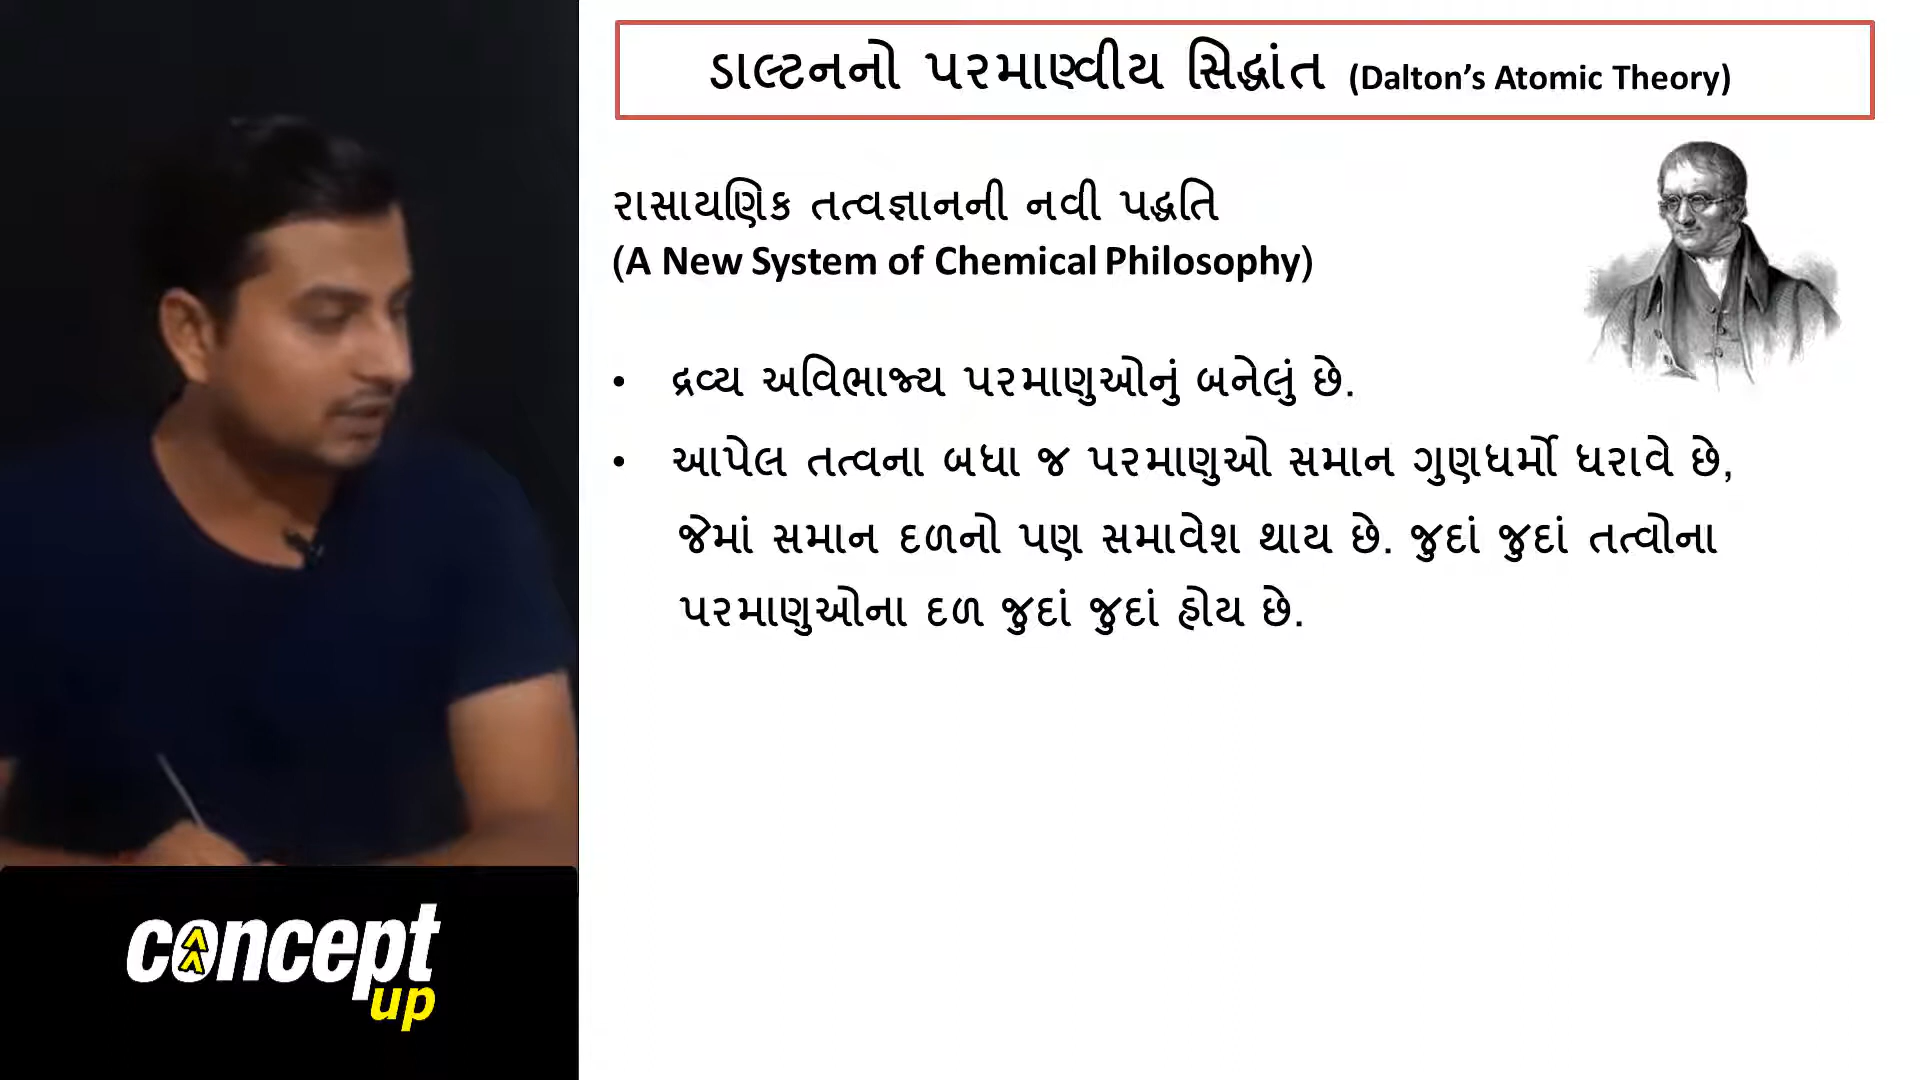 ડાલ્ટનનો પરમાણ્વીય સિદ્ધાંત (Dalton’s Atomic Theory)
રાસાયણિક તત્વજ્ઞાનની નવી પદ્ધતિ
(A New System of Chemical Philosophy)
• દ્રવ્ય અવિભાજ્ય પરમાણુઓનું બનેલું છે.
• આપેલ તત્વના બધા જ પરમાણુઓ સમાન ગુણધર્મો ધરાવે છે,
જેમાં સમાન દળનો પણ સમાવેશ થાય છે. જુદાં જુદાં તત્વોના
પરમાણુઓના દળ જુદાં જુદાં હોય છે.
concept
up